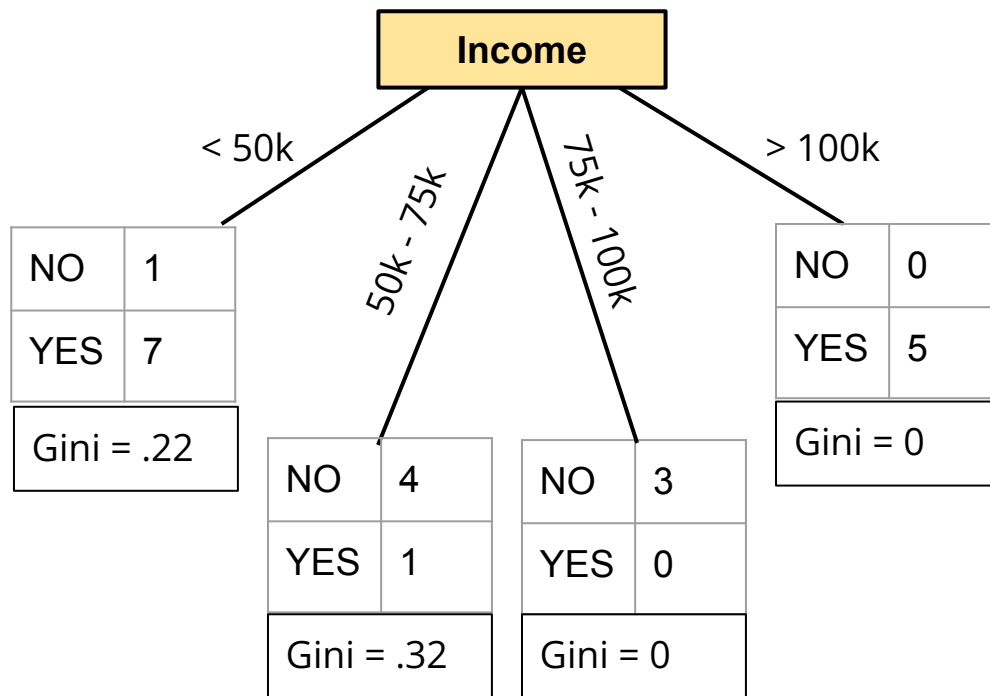 Income
< 50k
50k - 75k
75k - 100k
> 100k
NO 1
YES 7
Gini = .22
NO 4
YES 1
Gini = .32
NO 3
YES 0
Gini = 0
NO 0
YES 5
Gini = 0